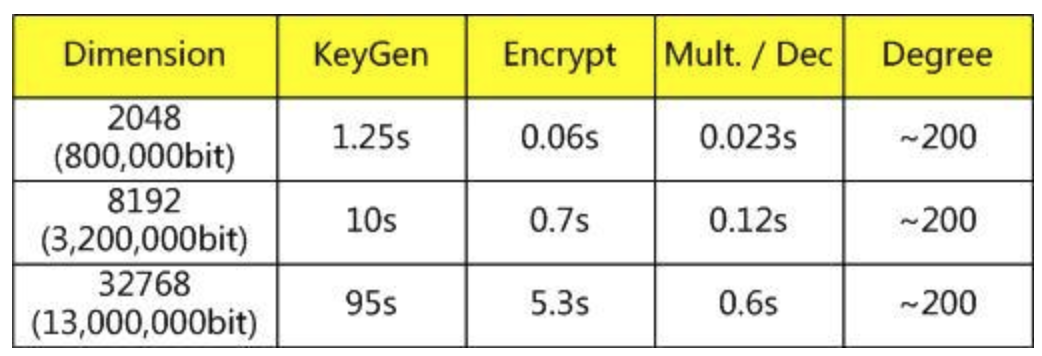 Dimension KeyGen Encrypt Mult. / Dec Degree
2048
(800,000bit) 1.25s 0.06s 0.023s ~200
8192
(3,200,000bit) 10s 0.7s 0.12s ~200
32768
(13,000,000bit) 95s 5.3s 0.6s ~200